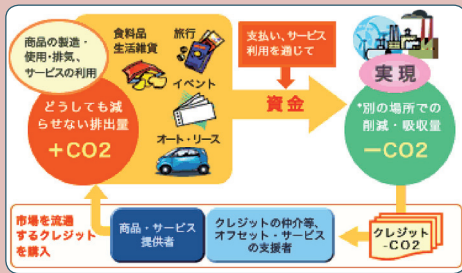 商品の製造・
使用・排気、
サービスの利用
どうしても減
らせない排出量
＋CO2
食料品
生活雑貨
旅行
イベント
オート・リース
支払い、サービス
利用を通じて
資金
実現
*別の場所での
削減・吸収量
－CO2
市場を流通
するクレジット
を購入
商品・サービス
提供者
クレジットの仲介等、
オフセット・サービス
の支援者
クレジット
-CO2